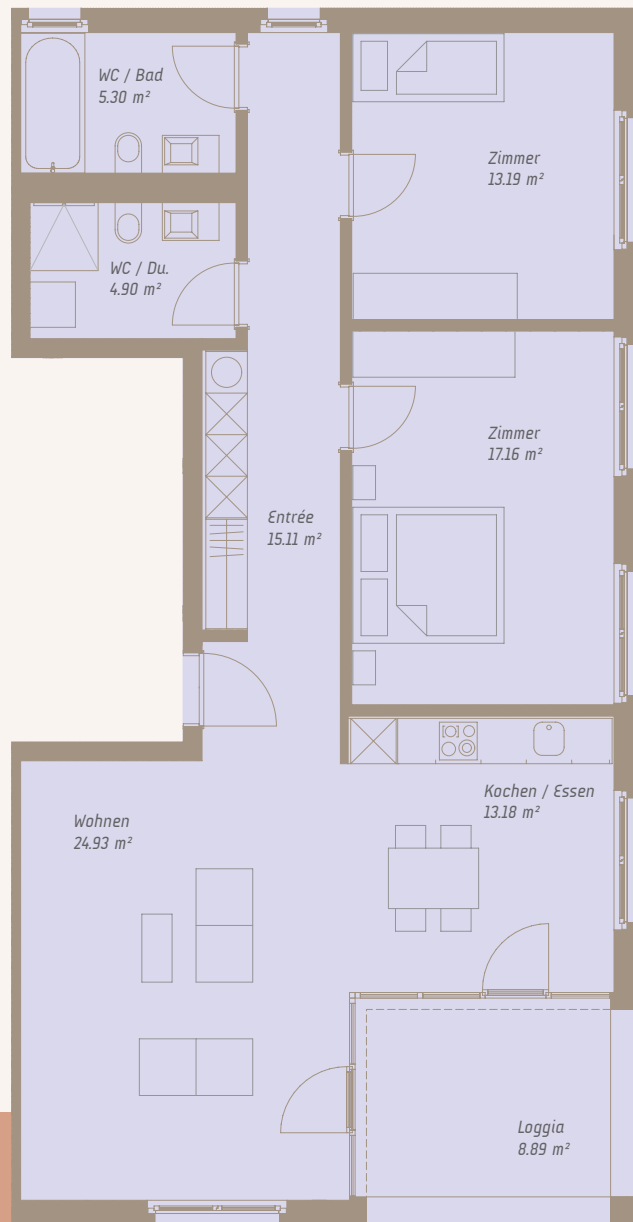 WC / Bad
5.30 m²
Zimmer
13.19 m²
WC / Du.
4.90 m²
Zimmer
17.16 m²
Entrée
15.11 m²
Kochen / Essen
13.18 m²
Wohnen
24.93 m²
Loggia
8.89 m²